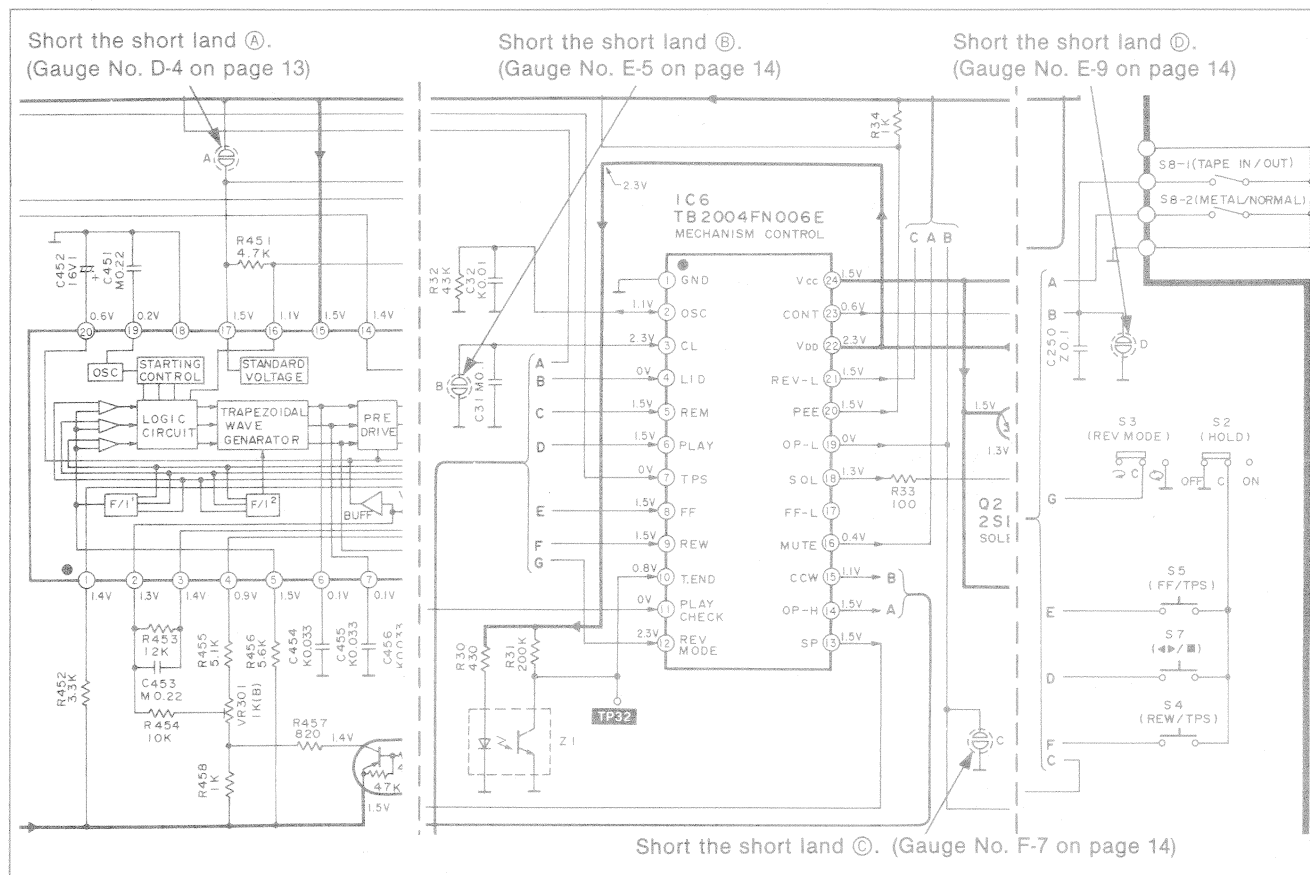 Short the short land Ⓐ.
(Gauge No. D-4 on page 13)
Short the short land Ⓑ.
(Gauge No. E-5 on page 14)
Short the short land Ⓓ.
(Gauge No. E-9 on page 14)
A
C452
16V1
+
C451
M0.22
R451
4.7K
0.6V
0.2V
1.5V
1.1V
1.5V
1.4V
20
19
18
17
16
15
14
OSC
STARTING
CONTROL
STANDARD
VOLTAGE
LOGIC
CIRCUIT
TRAPEZOIDAL
WAVE
GENARATOR
PRE
DRIVE
F/I 1
F/I 2
BUFF
1
2
3
4
5
6
7
1.4V
1.3V
1.4V
0.9V
1.5V
0.1V
0.1V
R452
3.3K
R453
12K
C453
M0.22
R454
10K
R455
5.1K
VR301
1K(B)
R456
5.6K
C454
K0.033
C455
K0.033
C456
K0.033
R457
820
1.4V
R458
1K
47K
1.5V
R34
1K
2.3V
IC6
TB2004FN006E
MECHANISM CONTROL
C A B
R32
43K
C32
K0.01
1.1V
2.3V
B
C31 M0.1
A
B
C
D
E
F
G
0V
1.5V
1.5V
0V
1.5V
1.5V
0.8V
0V
2.3V
1 GND
2 OSC
3 CL
4 LID
5 REM
6 PLAY
7 TPS
8 FF
9 REW
10 T.END
11 PLAY
CHECK
12 REV
MODE
Vcc 24 1.5V
CONT 23 0.6V
VDD 22 2.3V
REV-L 21 1.5V
PEE 20 1.5V
OP-L 19 0V
SOL 18 1.3V
FF-L 17
MUTE 16 0.4V
CCW 15 1.1V B
OP-H 14 1.5V A
SP 13 1.5V
R33
100
1.5V
1.3V
Q2
2S
SOLE
R30
430
R31
200K
TP32
Z1
C
S8-1(TAPE IN/OUT)
S8-2(METAL/NORMAL)
A
B
C250
Z0.1
D
S3
(REV MODE)
S2
(HOLD)
C
OFF C ON
G
S5
(FF/TPS)
E
S7
(◀▶/■)
D
S4
(REW/TPS)
F
C
Short the short land Ⓒ. (Gauge No. F-7 on page 14)